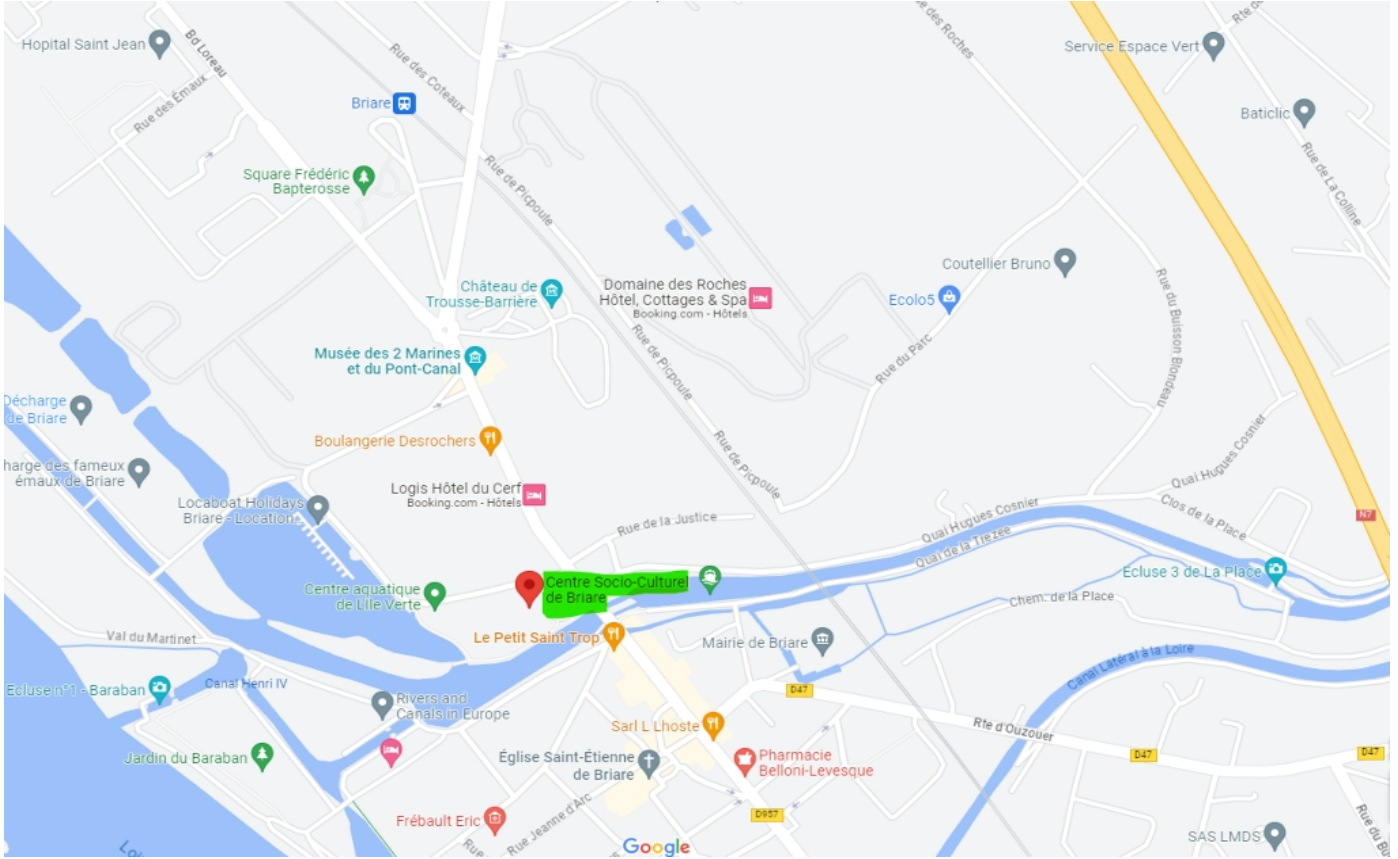 Hopital Saint Jean
Bd Loreau
Rue des Coteaux
e des Roches
Rte de
Service Espace Vert
Rue des Émaux
Briare
Baticlic
Rue de La Colline
Square Frédéric
Bapterosse
Rue de Picpoule
Château de
Trousse-Barrière
Domaine des Roches
Hôtel, Cottages & Spa
Booking.com - Hôtels
Coutellier Bruno
Ecolo5
Rue du Buisson Blondeau
Musée des 2 Marines
et du Pont-Canal
Rue de Picpoule
Rue du Parc
Décharge
de Briare
Boulangerie Desrochers
Rue de Picpoule
harge des fameux
émaux de Briare
Logis Hôtel du Cerf
Booking.com - Hôtels
Quai Hugues Cosnier
Locaboat Holidays
Briare - Location...
Rue de la Justice
Quai Hugues Cosnier
Clos de la Place
N7
Quai de la Trézée
Centre aquatique
de L'Ile Verte
Centre Socio-Culturel
de Briare
Ecluse 3 de La Place
Chem. de la Place
Val du Martinet
Le Petit Saint Trop
Mairie de Briare
Canal Latéral à la Loire
Ecluse n°1 - Baraban
Canal Henri IV
Rivers and
Canals in Europe
D47
Rte d'Ouzouer
Sarl L Lhoste
D47
D47
Jardin du Baraban
Église Saint-Étienne
de Briare
Pharmacie
Belloni-Levesque
Frébault Eric
Rue Jeanne d'Arc
D957
Rue du Bu
SAS LMDS
Loi
Rue
Google